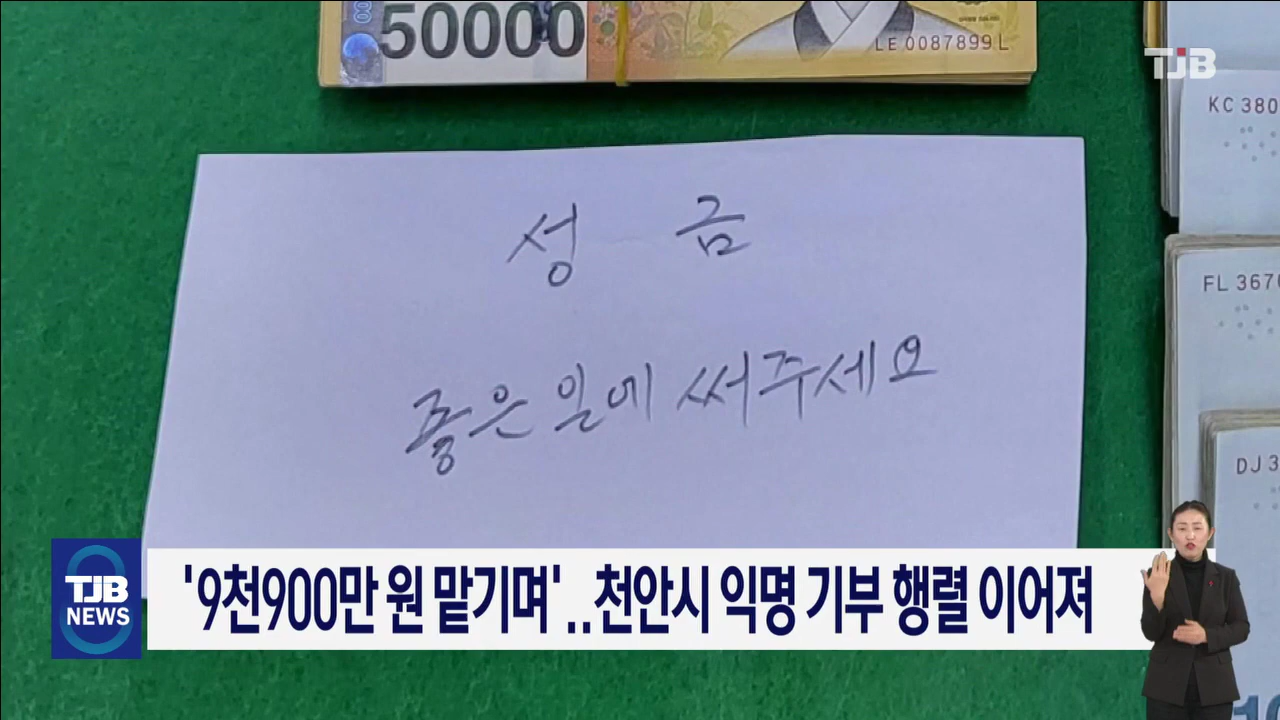 50000
LE 0087899 L
TJB
KC 380
성 금
FL 3676
좋은 일에 써주세요
DJ 3
TJB
NEWS
'9천900만 원 맡기며'..천안시 익명 기부 행렬 이어져